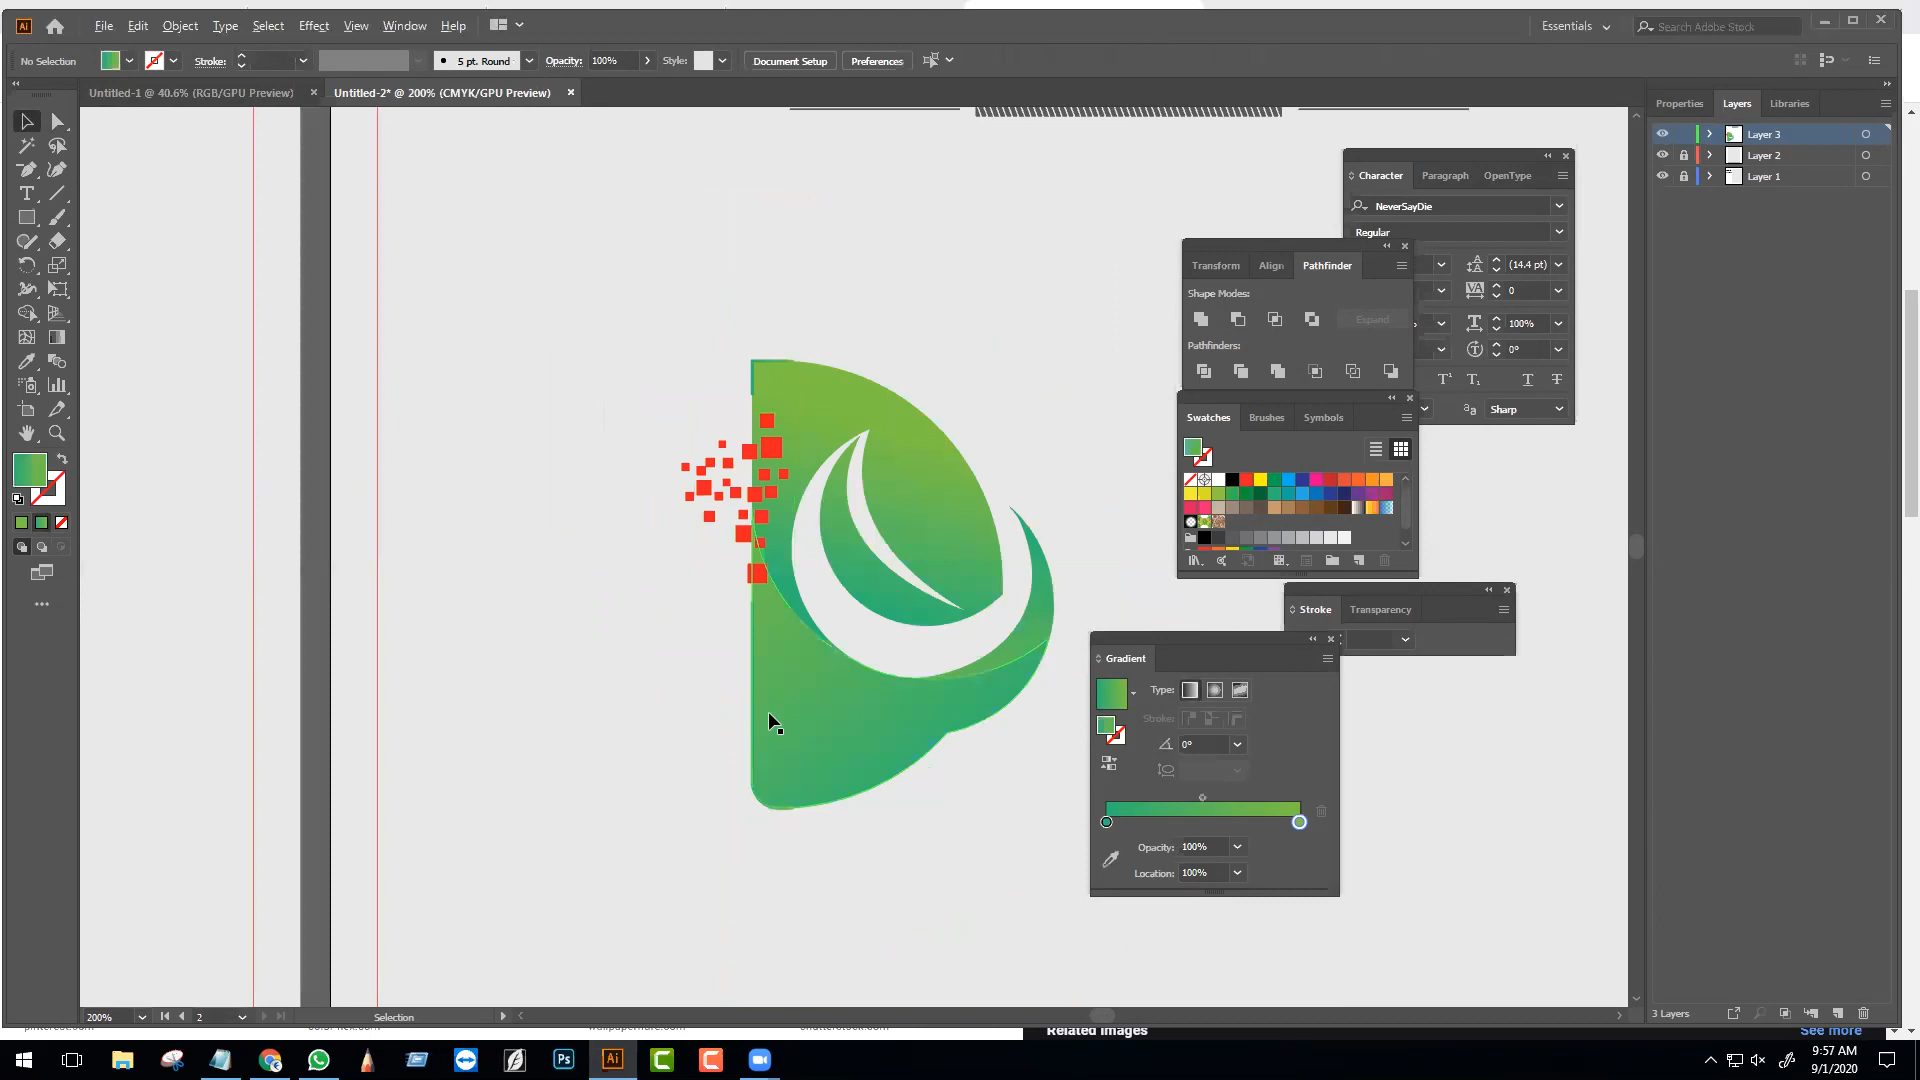 Ai File Edit Object Type Select Effect View Window Help Essentials Search Adobe Stock
No Selection Stroke: 5 pt. Round Opacity: 100% Style: Document Setup Preferences
Untitled-1 @ 40.6% (RGB/GPU Preview) × Untitled-2* @ 200% (CMYK/GPU Preview) ×
Properties Layers Libraries
Layer 3
Layer 2
Layer 1
Character Paragraph OpenType
NeverSayDie
Regular
(14.4 pt)
VA 0
100%
0°
Sharp
Transform Align Pathfinder
Shape Modes:
Expand
Pathfinders:
Swatches Brushes Symbols
Stroke Transparency
Gradient
Type:
Stroke:
0°
Opacity: 100%
Location: 100%
200% 2 Selection
3 Layers
Related images See more
Ps Ai
9:57 AM
9/1/2020